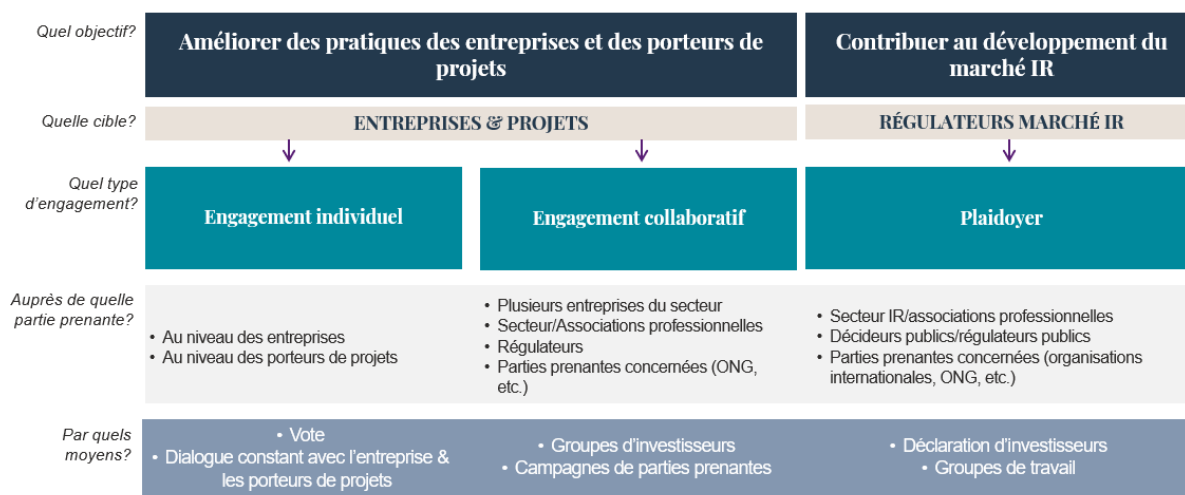 Quel objectif?
Améliorer des pratiques des entreprises et des porteurs de
projets
Contribuer au développement du
marché IR
Quelle cible?
ENTREPRISES & PROJETS
RÉGULATEURS MARCHÉ IR
Quel type
d'engagement?
Engagement individuel
Engagement collaboratif
Plaidoyer
Auprès de quelle
partie prenante?
• Au niveau des entreprises
• Au niveau des porteurs de projets
• Plusieurs entreprises du secteur
• Secteur/Associations professionnelles
• Régulateurs
• Parties prenantes concernées (ONG,
etc.)
• Secteur IR/associations professionnelles
• Décideurs publics/régulateurs publics
• Parties prenantes concernées (organisations
internationales, ONG, etc.)
Par quels
moyens?
• Vote
• Dialogue constant avec l'entreprise &
les porteurs de projets
• Groupes d'investisseurs
• Campagnes de parties prenantes
• Déclaration d'investisseurs
• Groupes de travail